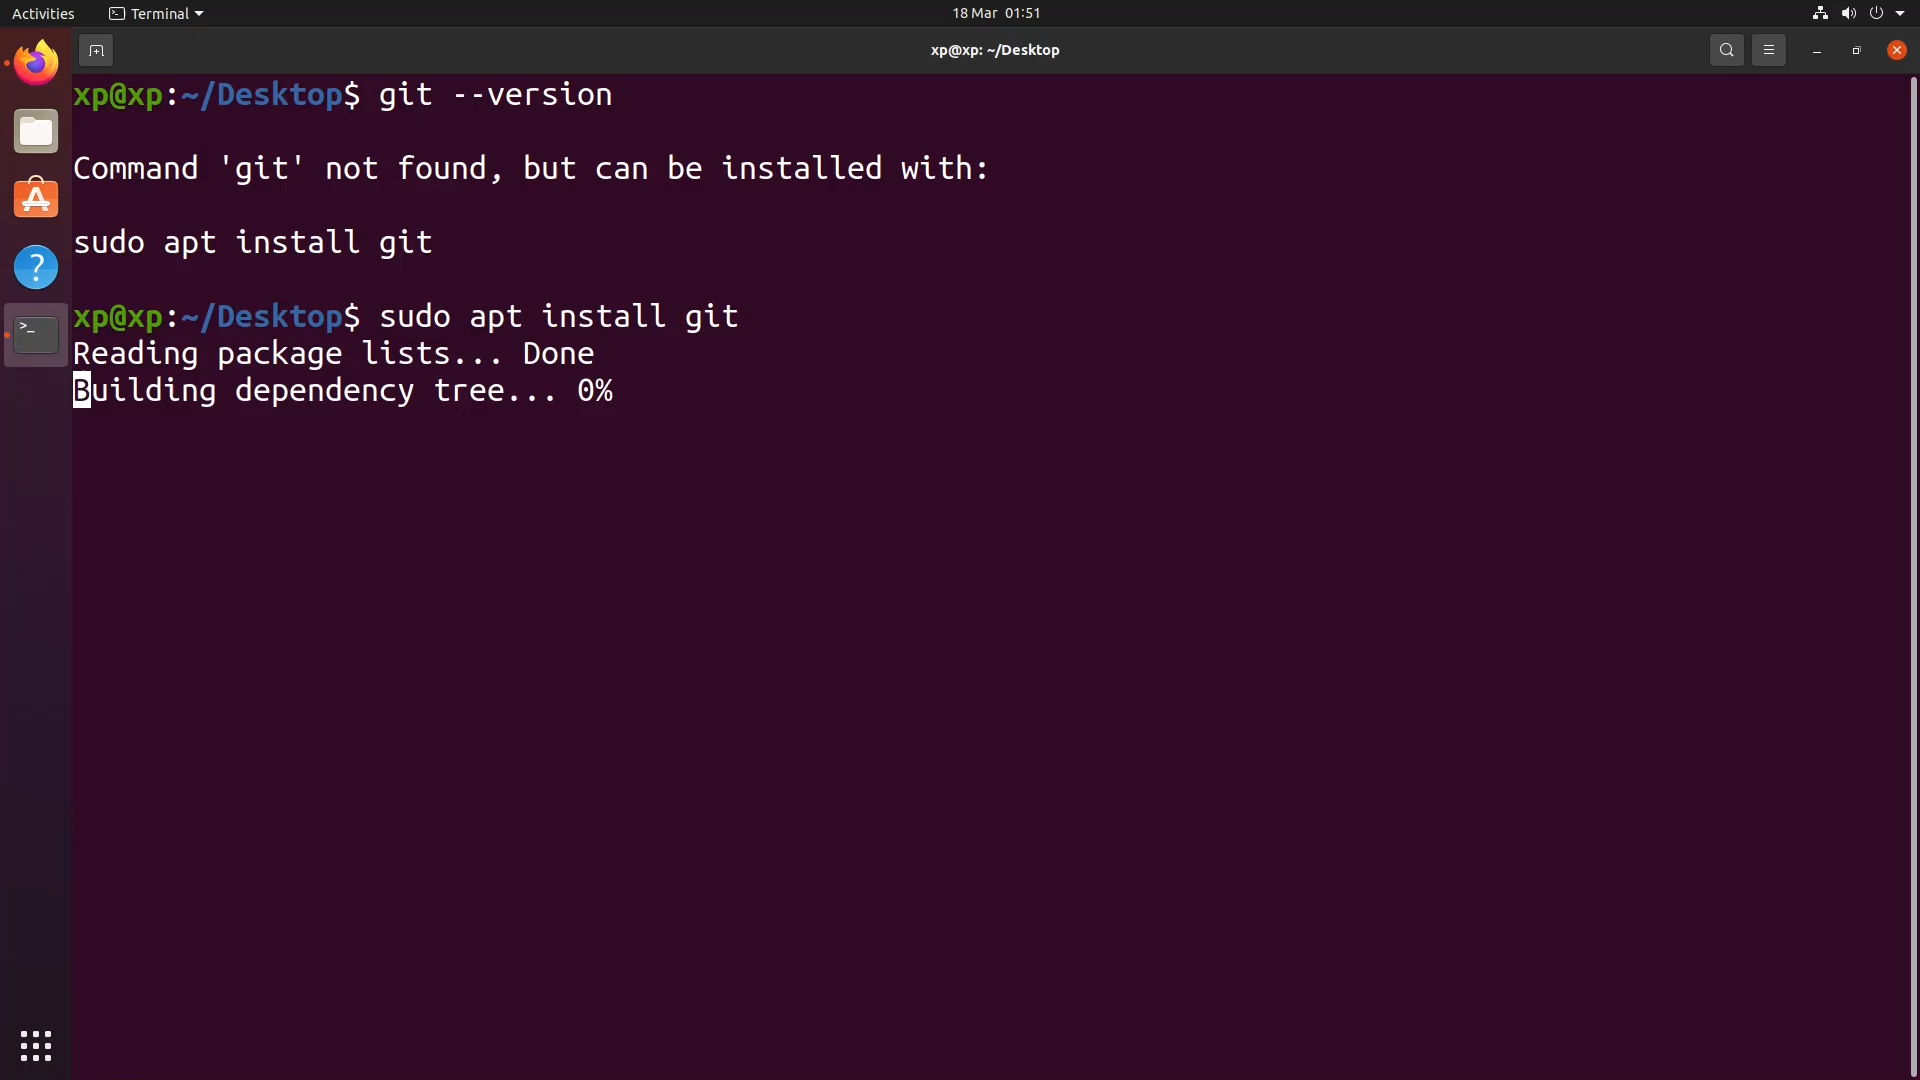 Activities Terminal 18 Mar 01:51
xp@xp: ~/Desktop
xp@xp:~/Desktop$ git --version
Command 'git' not found, but can be installed with:
sudo apt install git
xp@xp:~/Desktop$ sudo apt install git
Reading package lists... Done
Building dependency tree... 0%